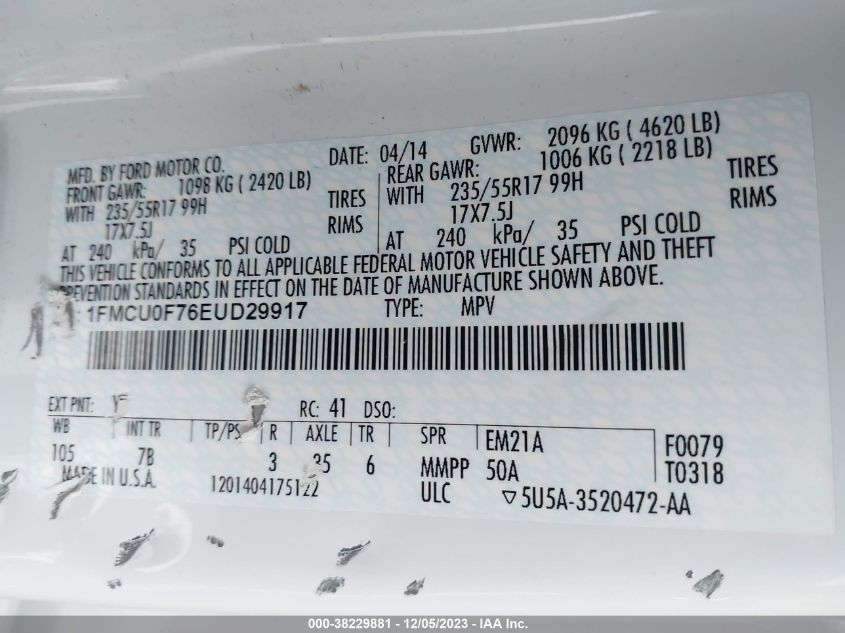 MFD. BY FORD MOTOR CO. DATE: 04/14 GVWR: 2096 KG ( 4620 LB)
FRONT GAWR: 1098 KG ( 2420 LB) REAR GAWR: 1006 KG ( 2218 LB)
WITH 235/55R17 99H TIRES WITH 235/55R17 99H TIRES
17X7.5J RIMS 17X7.5J RIMS
AT 240 kPa/ 35 PSI COLD AT 240 kPa/ 35 PSI COLD
THIS VEHICLE CONFORMS TO ALL APPLICABLE FEDERAL MOTOR VEHICLE SAFETY AND THEFT
PREVENTION STANDARDS IN EFFECT ON THE DATE OF MANUFACTURE SHOWN ABOVE.
: 1FMCU0F76EUD29917 TYPE: MPV
EXT PNT: RC: 41 DSO:
WB INT TR TP/PS R AXLE TR SPR EM21A F0079
105 7B 3 35 6 MMPP 50A T0318
MADE IN U.S.A. 1201404175122 ULC ▽5U5A-3520472-AA
000-38229881 - 12/05/2023 - IAA Inc.